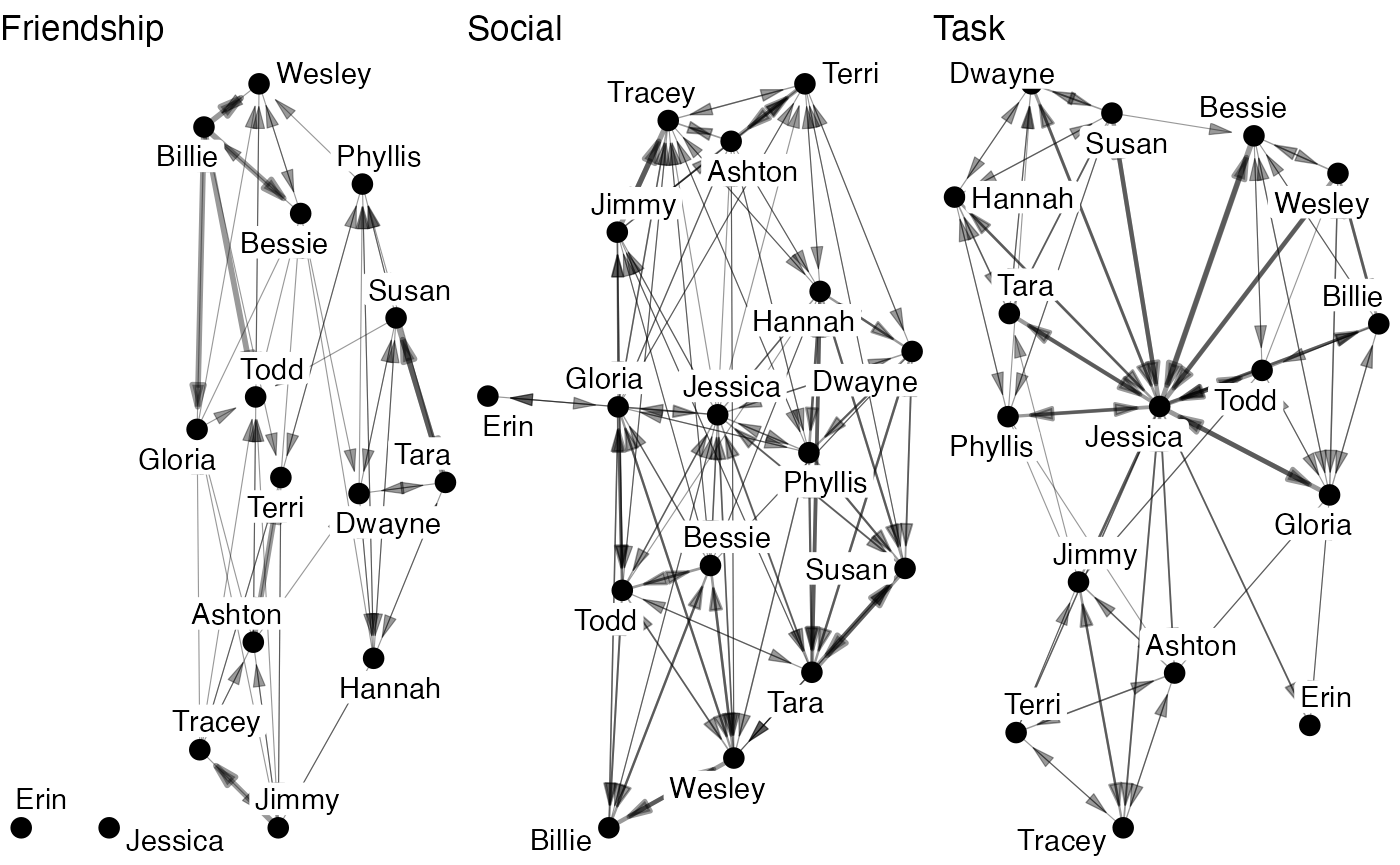 Friendship
Wesley
Billie
Phyllis
Bessie
Susan
Todd
Gloria
Tara
Terri
Dwayne
Ashton
Hannah
Tracey
Erin
Jimmy
Jessica
Social
Terri
Tracey
Ashton
Jimmy
Hannah
Gloria
Jessica
Dwayne
Erin
Phyllis
Bessie
Susan
Todd
Tara
Wesley
Billie
Task
Dwayne
Bessie
Susan
Hannah
Wesley
Tara
Billie
Todd
Phyllis
Jessica
Gloria
Jimmy
Ashton
Terri
Erin
Tracey